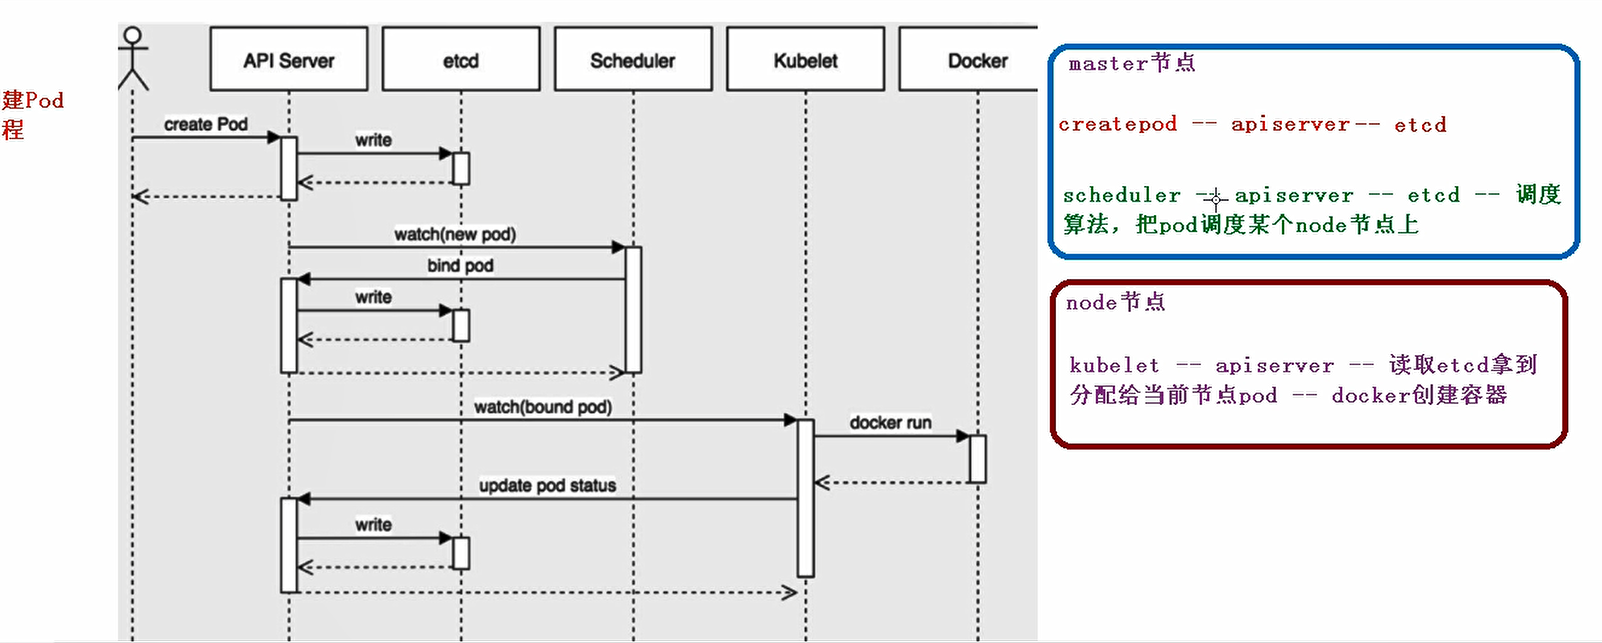 建Pod
程
API Server
etcd
Scheduler
Kubelet
Docker
create Pod
write
watch(new pod)
bind pod
write
watch(bound pod)
docker run
update pod status
write
master节点
createpod -- apiserver-- etcd
scheduler -- apiserver -- etcd -- 调度
算法，把pod调度某个node节点上
node节点
kubelet -- apiserver -- 读取etcd拿到
分配给当前节点pod -- docker创建容器